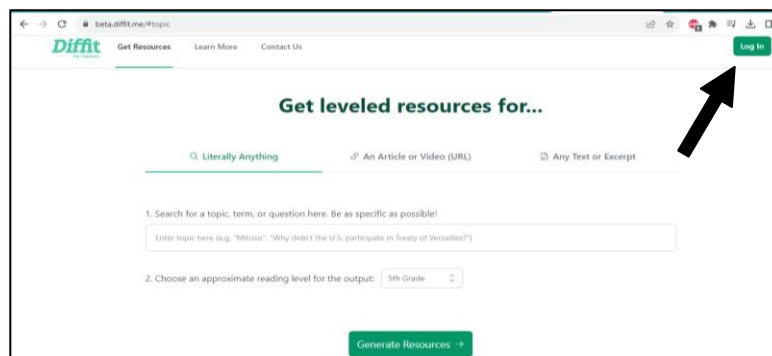 beta.diffit.me/#topic
Diffit
For Teachers
Get Resources
Learn More
Contact Us
Log In
Get leveled resources for...
Literally Anything
An Article or Video (URL)
Any Text or Excerpt
1. Search for a topic, term, or question here. Be as specific as possible!
Enter topic here (e.g. "Mitosis", "Why didn't the U.S. participate in Treaty of Versailles?")
2. Choose an approximate reading level for the output:
5th Grade
Generate Resources →